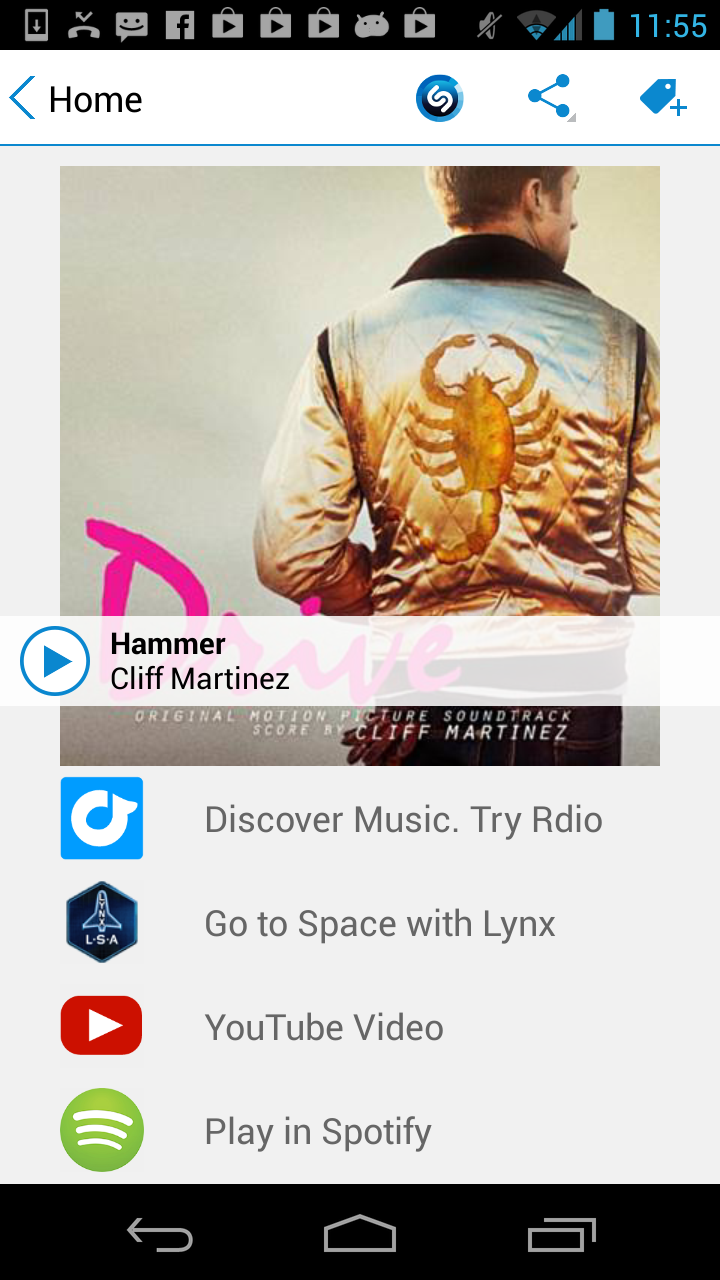 11:55
Home
Drive
Hammer
Cliff Martinez
ORIGINAL MOTION PICTURE SOUNDTRACK
SCORE BY CLIFF MARTINEZ
Discover Music. Try Rdio
LYNX
L·S·A
Go to Space with Lynx
YouTube Video
Play in Spotify